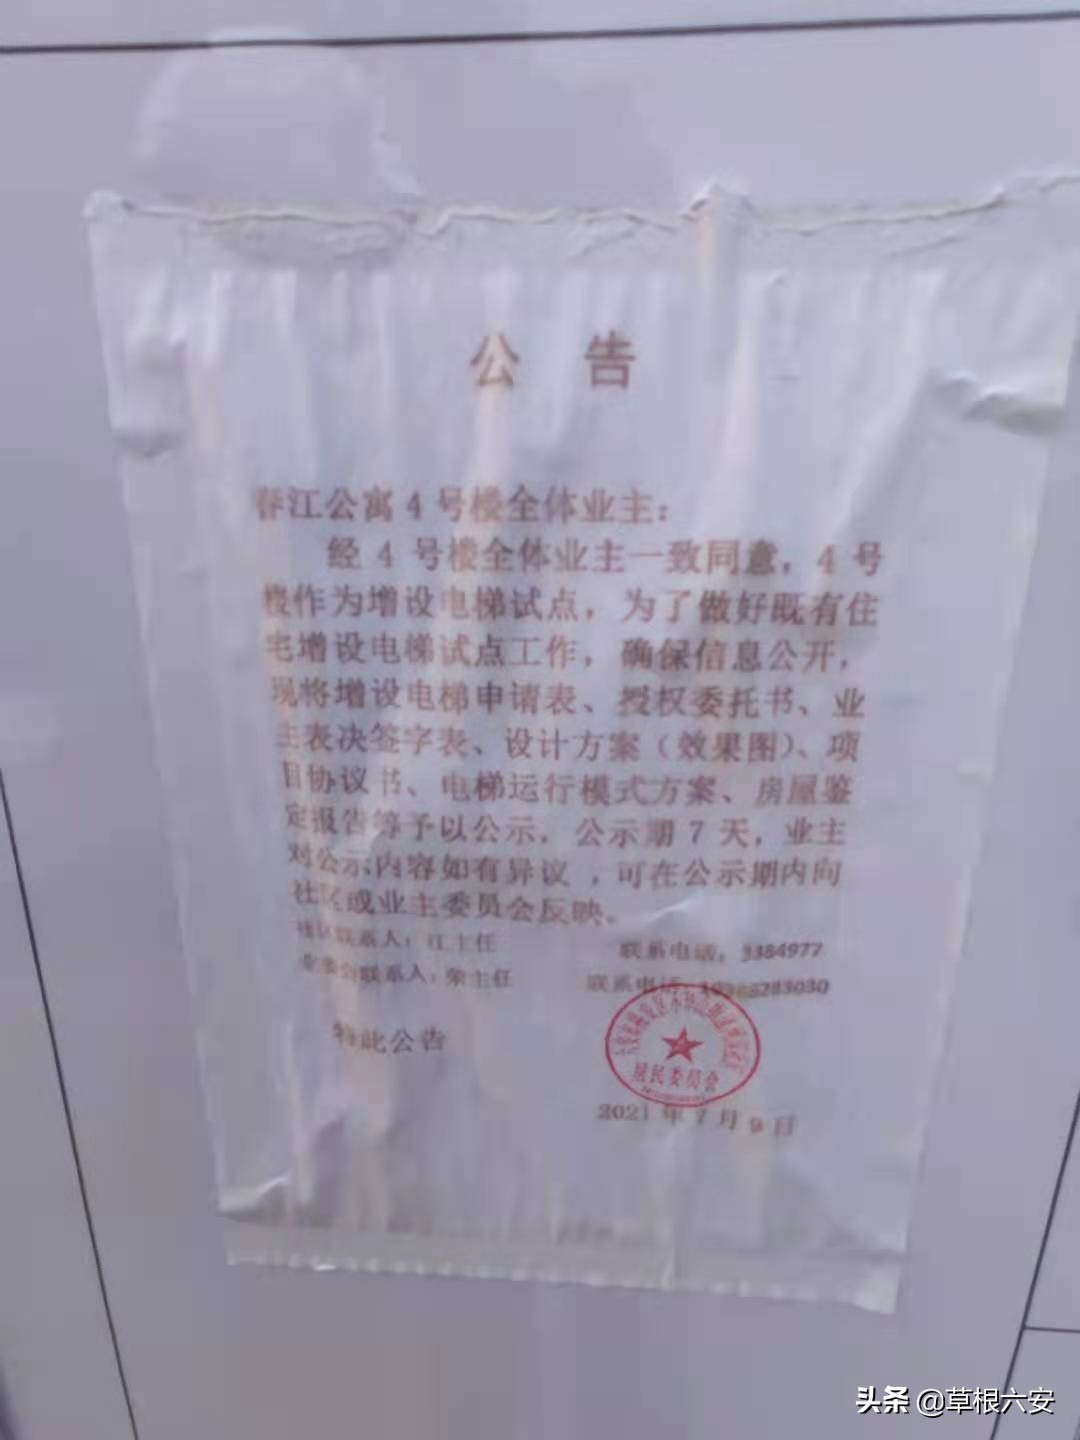 公 告
春江公寓4号楼全体业主：
经4号楼全体业主一致同意，4号
楼作为增设电梯试点，为了做好既有住
宅增设电梯试点工作，确保信息公开，
现将增设电梯申请表、授权委托书、业
主表决签字表、设计方案（效果图）、项
目协议书、电梯运行模式方案、房屋鉴
定报告等予以公示，公示期7天，业主
对公示内容如有异议，可在公示期内向
社区或业主委员会反映。
社区联系人：江主任 联系电话：3384977
业委会联系人：荣主任 联系电话：
特此公告
居民委员会
2021年7月9日
头条 @草根六安